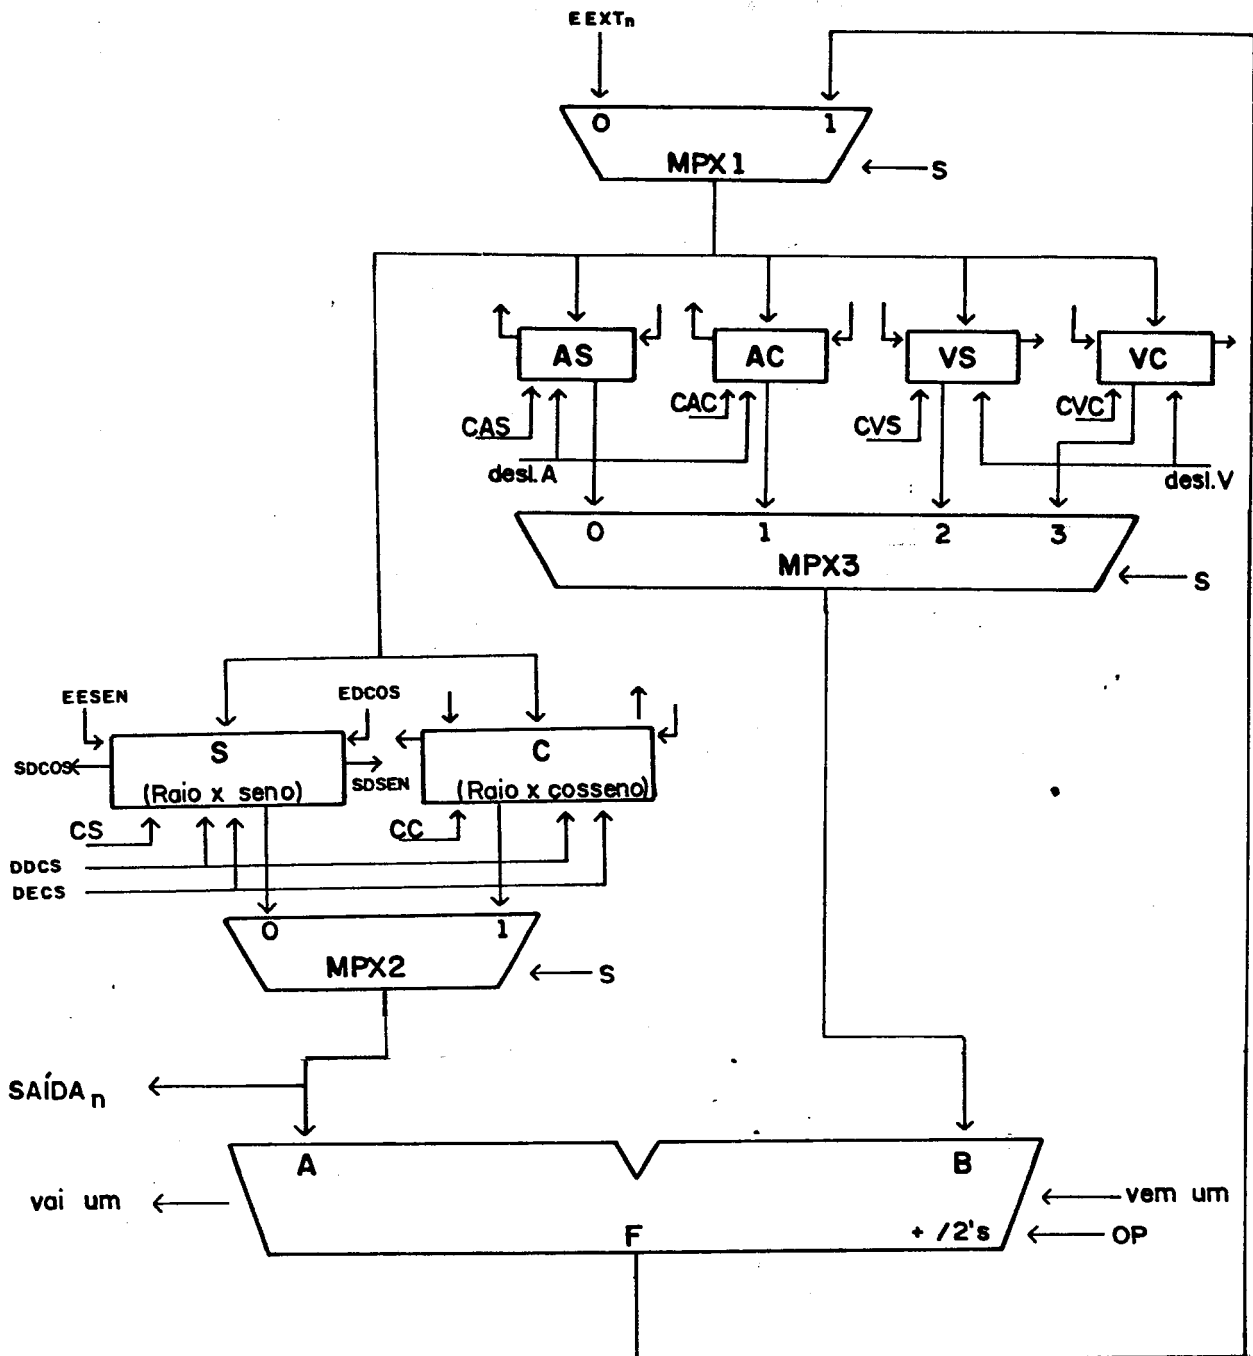 EEXTn
0 1
MPX1
S
AS
AC
VS
VC
CAS
CAC
CVS
CVC
desl.A
desl.V
0 1 2 3
MPX3
S
EESEN
EDCOS
S
C
SDCOS
SDSEN
(Raio x seno)
(Raio x cosseno)
CS
CC
DDCS
DECS
0 1
MPX2
S
SAÍDA n
A
B
vai um
vem um
F
+ /2's
OP